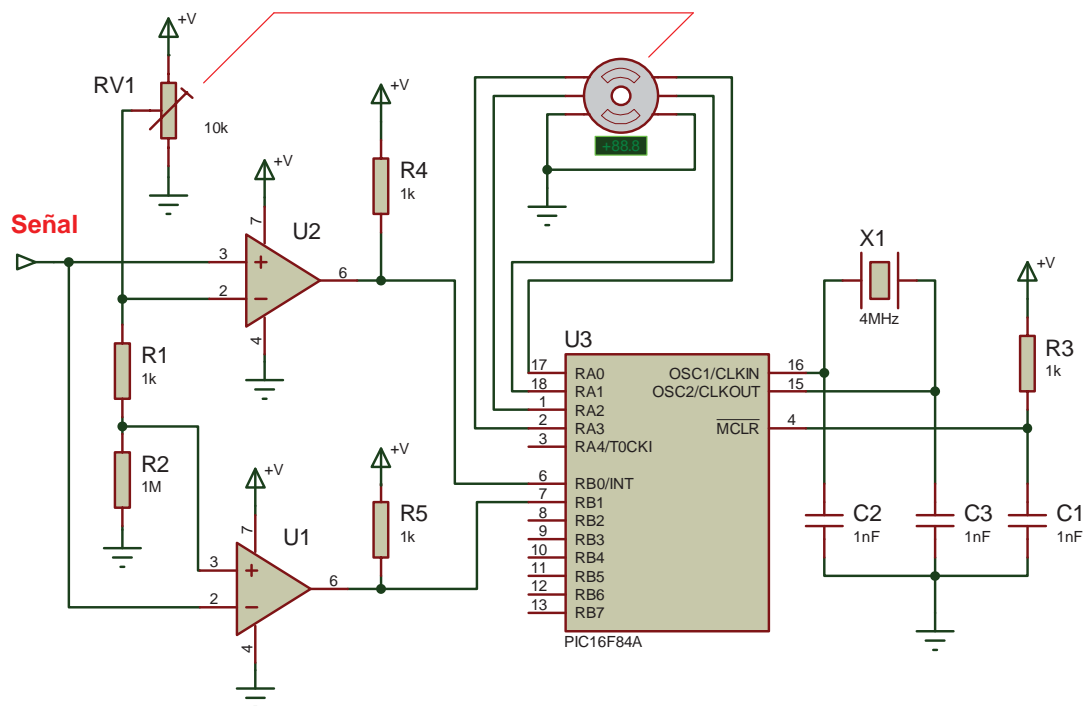 +V
RV1
10k
Señal
+V
7
U2
3
+
2
−
6
4
+V
R4
1k
R1
1k
R2
1M
+V
7
U1
3
+
2
−
6
4
+V
R5
1k
+88.8
U3
17 RA0
18 RA1
1 RA2
2 RA3
3 RA4/T0CKI
6 RB0/INT
7 RB1
8 RB2
9 RB3
10 RB4
11 RB5
12 RB6
13 RB7
OSC1/CLKIN 16
OSC2/CLKOUT 15
MCLR 4
PIC16F84A
X1
4MHz
+V
R3
1k
C2
1nF
C3
1nF
C1
1nF